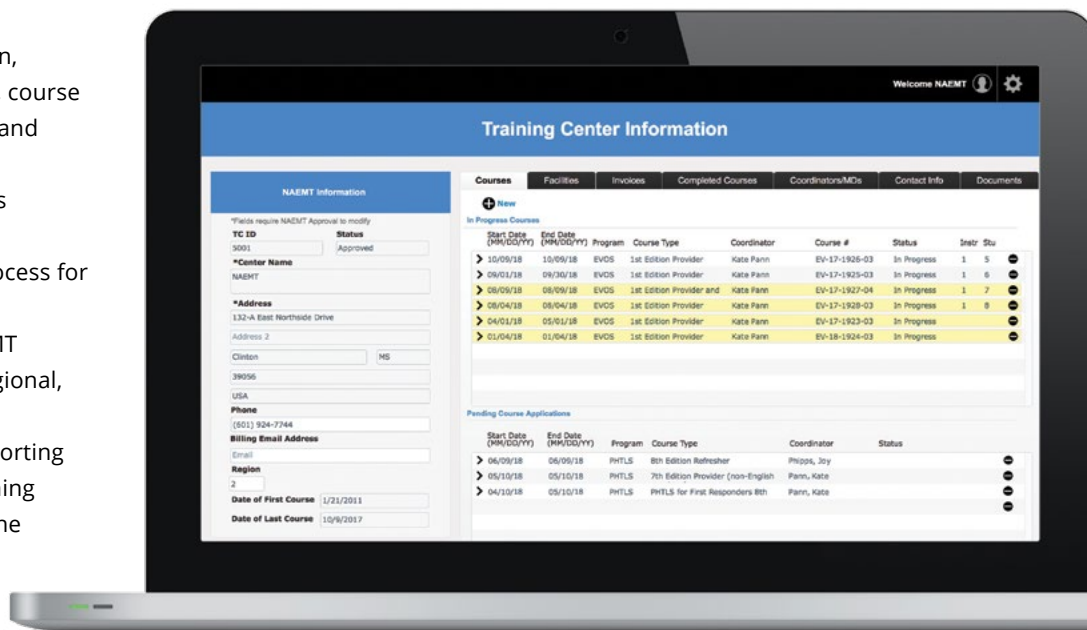 n,
course
and
s
ocess for
MT
gional,
orting
ning
ne
Welcome NAEMT
Training Center Information
NAEMT Information
*Fields require NAEMT Approval to modify
TC ID Status
S001 Approved
*Center Name
NAEMT
*Address
132-A East Northside Drive
Address 2
Clinton MS
39056
USA
Phone
(601) 924-7744
Billing Email Address
Email
Region
2
Date of First Course 1/21/2011
Date of Last Course 10/9/2017
Courses Facilities Invoices Completed Courses Coordinators/MDs Contact Info Documents
New
In Progress Courses
Start Date End Date
(MM/DD/YY) (MM/DD/YY) Program Course Type Coordinator Course # Status Instr Stu
10/09/18 10/09/18 EVOS 1st Edition Provider Kate Pann EV-17-1926-03 In Progress 1 5
09/01/18 09/30/18 EVOS 1st Edition Provider Kate Pann EV-17-1925-03 In Progress 1 6
08/09/18 08/09/18 EVOS 1st Edition Provider and Kate Pann EV-17-1927-04 In Progress 1 7
08/04/18 08/04/18 EVOS 1st Edition Provider Kate Pann EV-17-1928-03 In Progress 1 8
04/01/18 05/01/18 EVOS 1st Edition Provider Kate Pann EV-17-1923-03 In Progress
01/04/18 01/04/18 EVOS 1st Edition Provider Kate Pann EV-18-1924-03 In Progress
Pending Course Applications
Start Date End Date
(MM/DD/YY) (MM/DD/YY) Program Course Type Coordinator Status
06/09/18 06/09/18 PHTLS 8th Edition Refresher Phipps, Joy
05/10/18 05/10/18 PHTLS 7th Edition Provider (non-English Pann, Kate
04/10/18 05/10/18 PHTLS PHTLS for First Responders 8th Pann, Kate